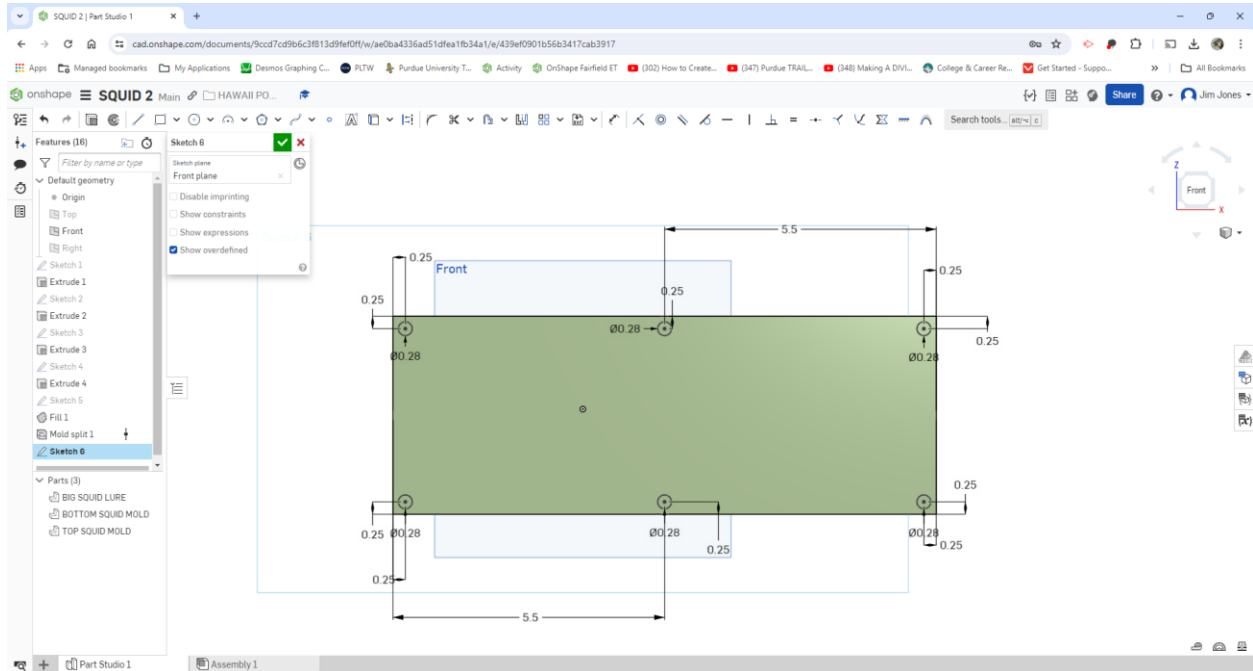 SQUID 2 | Part Studio 1
cad.onshape.com/documents/9ccd7cd9b6c3f813d9fef0ff/w/ae0ba4336ad51dfea1fb34a1/e/439ef0901b56b3417cab3917
Apps Managed bookmarks My Applications Desmos Graphing C... PLTW Purdue University T... Activity OnShape Fairfield ET (302) How to Create... (347) Purdue TRAIL... (348) Making A DIVI... College & Career Re... Get Started - Suppo... » All Bookmarks
onshape SQUID 2 Main HAWAII PO... Share Jim Jones
Search tools... alt/⌥ c
Features (16)
Filter by name or type
Default geometry
Origin
Top
Front
Right
Sketch 1
Extrude 1
Sketch 2
Extrude 2
Sketch 3
Extrude 3
Sketch 4
Extrude 4
Sketch 5
Fill 1
Mold split 1
Sketch 6
Parts (3)
BIG SQUID LURE
BOTTOM SQUID MOLD
TOP SQUID MOLD
Sketch 6
Sketch plane
Front plane
Disable imprinting
Show constraints
Show expressions
Show overdefined
Z
Front
X
5.5
0.25
Front
0.25
0.25
0.25
Ø0.28
0.25
Ø0.28
Ø0.28
0.25
0.25 Ø0.28
Ø0.28
Ø0.28
0.25
0.25
0.25
5.5
Part Studio 1 Assembly 1